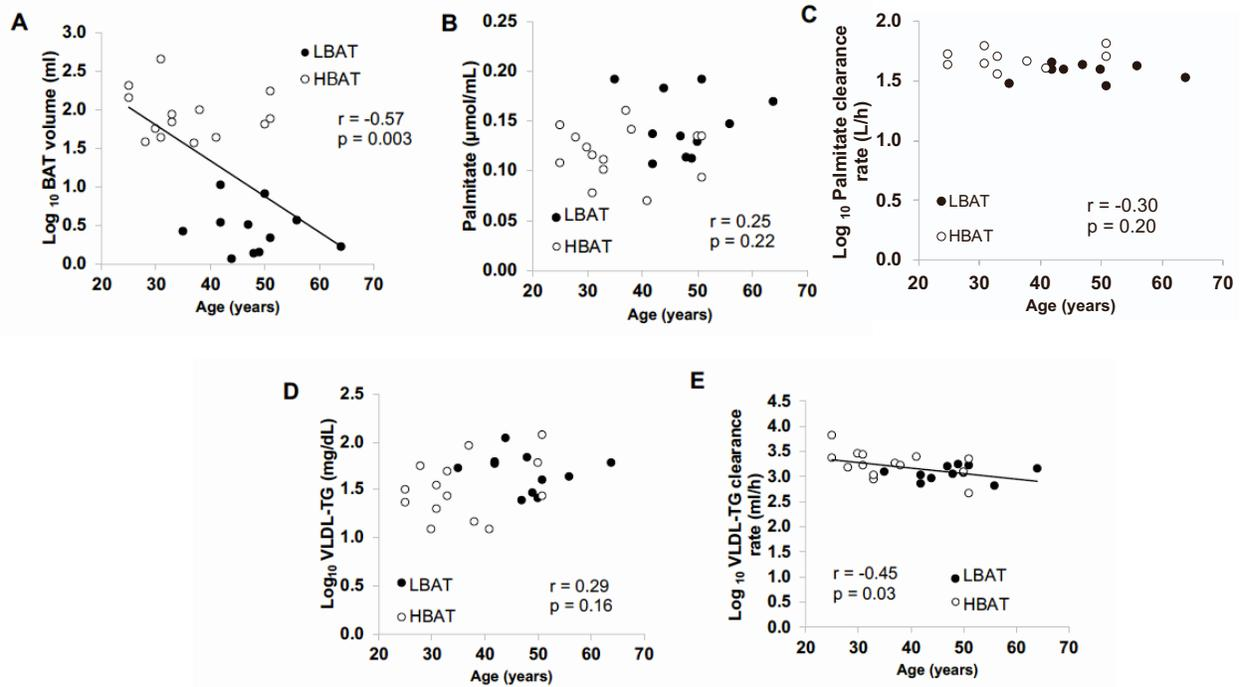 A
Log 10 BAT volume (ml)
3.0
2.5
2.0
1.5
1.0
0.5
0.0
LBAT
HBAT
r = -0.57
p = 0.003
20 30 40 50 60 70
Age (years)
B
Palmitate (µmol/mL)
0.25
0.20
0.15
0.10
0.05
0.00
LBAT
HBAT
r = 0.25
p = 0.22
20 30 40 50 60 70
Age (years)
C
Log 10 Palmitate clearance
rate (L/h)
2.0
1.5
1.0
0.5
0.0
LBAT
HBAT
r = -0.30
p = 0.20
20 30 40 50 60 70
Age (years)
D
Log10 VLDL-TG (mg/dL)
2.5
2.0
1.5
1.0
0.5
0.0
LBAT
HBAT
r = 0.29
p = 0.16
20 30 40 50 60 70
Age (years)
E
Log 10 VLDL-TG clearance
rate (ml/h)
4.5
4.0
3.5
3.0
2.5
2.0
1.5
1.0
0.5
0.0
r = -0.45
p = 0.03
LBAT
HBAT
20 30 40 50 60 70
Age (years)